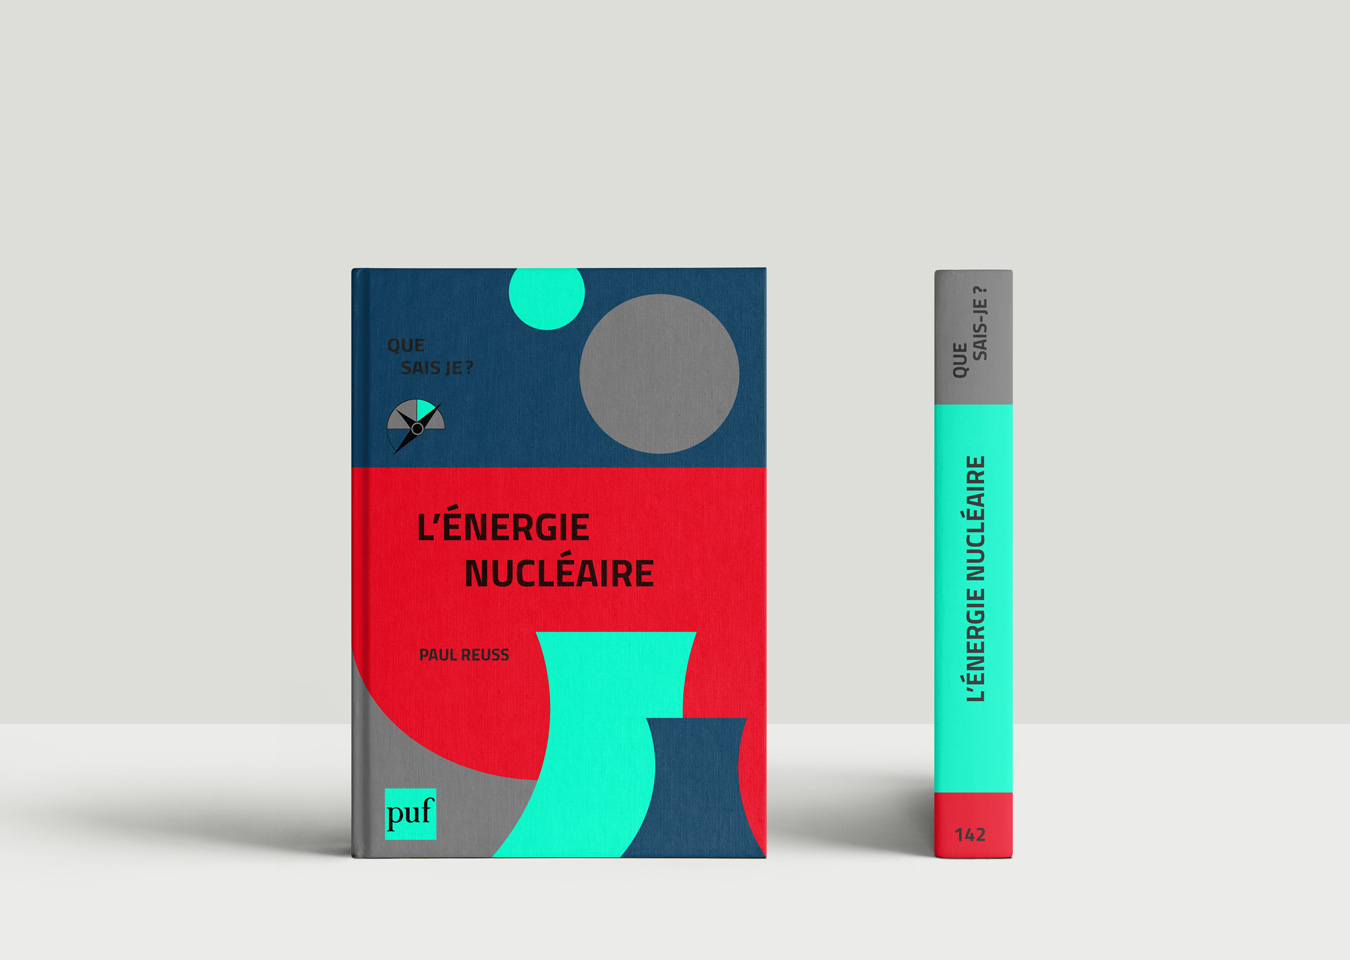 QUE
SAIS JE ?
L'ÉNERGIE
NUCLÉAIRE
PAUL REUSS
puf
QUE
SAIS-JE ?
L'ÉNERGIE NUCLÉAIRE
142